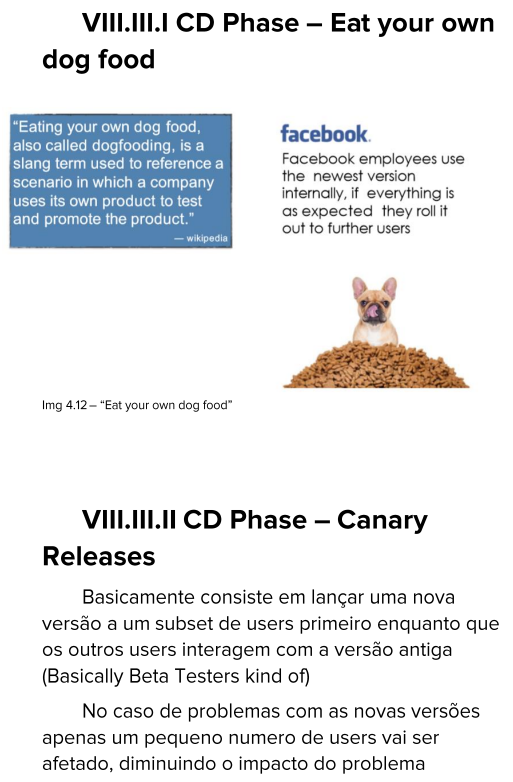 VIII.III.I CD Phase – Eat your own
dog food
“Eating your own dog food,
also called dogfooding, is a
slang term used to reference a
scenario in which a company
uses its own product to test
and promote the product.”
— wikipedia
facebook.
Facebook employees use
the newest version
internally, if everything is
as expected they roll it
out to further users
Img 4.12 – “Eat your own dog food”
VIII.III.II CD Phase – Canary
Releases
Basicamente consiste em lançar uma nova
versão a um subset de users primeiro enquanto que
os outros users interagem com a versão antiga
(Basically Beta Testers kind of)
No caso de problemas com as novas versões
apenas um pequeno numero de users vai ser
afetado, diminuindo o impacto do problema